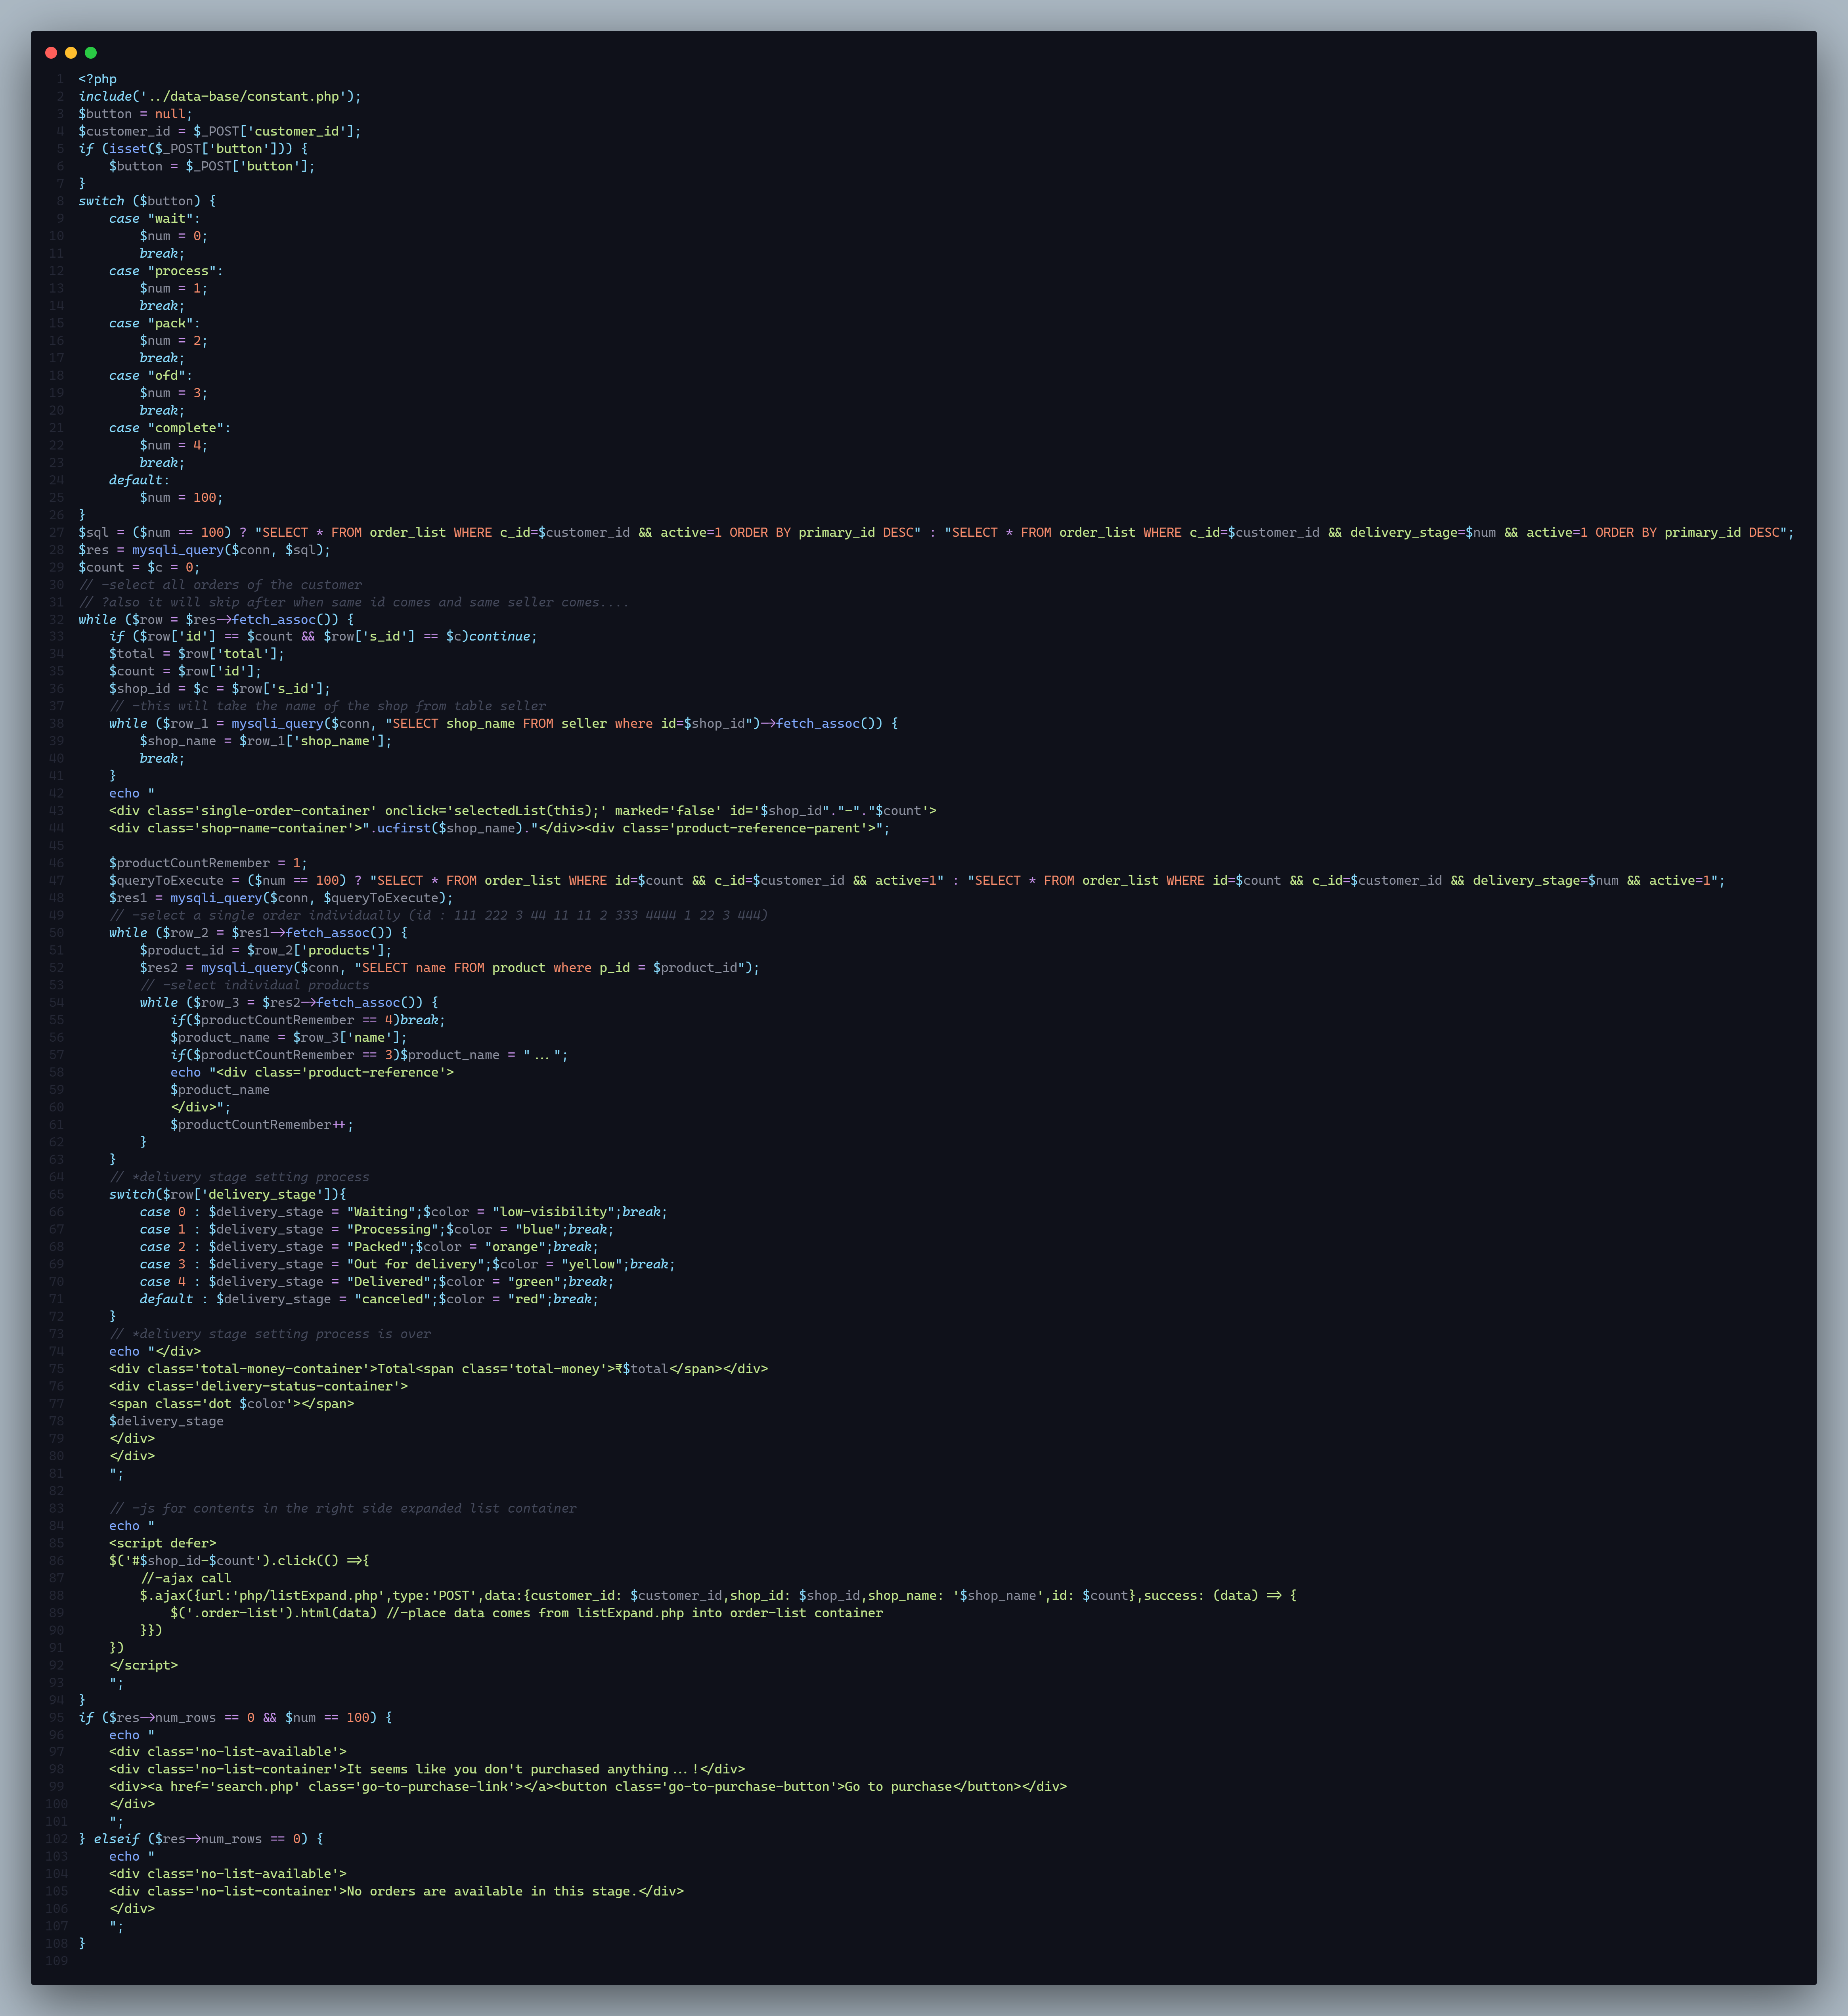 1 <?php
2 include('../data-base/constant.php');
3 $button = null;
4 $customer_id = $_POST['customer_id'];
5 if (isset($_POST['button'])) {
6     $button = $_POST['button'];
7 }
8 switch ($button) {
9     case "wait":
10         $num = 0;
11         break;
12     case "process":
13         $num = 1;
14         break;
15     case "pack":
16         $num = 2;
17         break;
18     case "ofd":
19         $num = 3;
20         break;
21     case "complete":
22         $num = 4;
23         break;
24     default:
25         $num = 100;
26 }
27 $sql = ($num == 100) ? "SELECT * FROM order_list WHERE c_id=$customer_id && active=1 ORDER BY primary_id DESC" : "SELECT * FROM order_list WHERE c_id=$customer_id && delivery_stage=$num && active=1 ORDER BY primary_id DESC";
28 $res = mysqli_query($conn, $sql);
29 $count = $c = 0;
30 // -select all orders of the customer
31 // ?also it will skip after when same id comes and same seller comes....
32 while ($row = $res->fetch_assoc()) {
33     if ($row['id'] == $count && $row['s_id'] == $c)continue;
34     $total = $row['total'];
35     $count = $row['id'];
36     $shop_id = $c = $row['s_id'];
37     // -this will take the name of the shop from table seller
38     while ($row_1 = mysqli_query($conn, "SELECT shop_name FROM seller where id=$shop_id")->fetch_assoc()) {
39         $shop_name = $row_1['shop_name'];
40         break;
41     }
42     echo "
43     <div class='single-order-container' onclick='selectedList(this);' marked='false' id='$shop_id"."-"."$count'>
44     <div class='shop-name-container'>".ucfirst($shop_name)."</div><div class='product-reference-parent'>";
45
46     $productCountRemember = 1;
47     $queryToExecute = ($num == 100) ? "SELECT * FROM order_list WHERE id=$count && c_id=$customer_id && active=1" : "SELECT * FROM order_list WHERE id=$count && c_id=$customer_id && delivery_stage=$num && active=1";
48     $res1 = mysqli_query($conn, $queryToExecute);
49     // -select a single order individually (id : 111 222 3 44 11 11 2 333 4444 1 22 3 444)
50     while ($row_2 = $res1->fetch_assoc()) {
51         $product_id = $row_2['products'];
52         $res2 = mysqli_query($conn, "SELECT name FROM product where p_id = $product_id");
53         // -select individual products
54         while ($row_3 = $res2->fetch_assoc()) {
55             if($productCountRemember == 4)break;
56             $product_name = $row_3['name'];
57             if($productCountRemember == 3)$product_name = "...";
58             echo "<div class='product-reference'>
59             $product_name
60             </div>";
61             $productCountRemember++;
62         }
63     }
64     // *delivery stage setting process
65     switch($row['delivery_stage']){
66         case 0 : $delivery_stage = "Waiting";$color = "low-visibility";break;
67         case 1 : $delivery_stage = "Processing";$color = "blue";break;
68         case 2 : $delivery_stage = "Packed";$color = "orange";break;
69         case 3 : $delivery_stage = "Out for delivery";$color = "yellow";break;
70         case 4 : $delivery_stage = "Delivered";$color = "green";break;
71         default : $delivery_stage = "canceled";$color = "red";break;
72     }
73     // *delivery stage setting process is over
74     echo "</div>
75     <div class='total-money-container'>Total<span class='total-money'>₹$total</span></div>
76     <div class='delivery-status-container'>
77     <span class='dot $color'></span>
78     $delivery_stage
79     </div>
80     </div>
81     ";
82
83     // -js for contents in the right side expanded list container
84     echo "
85     <script defer>
86     $('#$shop_id-$count').click(() =>{
87         //-ajax call
88         $.ajax({url:'php/listExpand.php',type:'POST',data:{customer_id: $customer_id,shop_id: $shop_id,shop_name: '$shop_name',id: $count},success: (data) => {
89             $('.order-list').html(data) //-place data comes from listExpand.php into order-list container
90         }})
91     })
92     </script>
93     ";
94 }
95 if ($res->num_rows == 0 && $num == 100) {
96     echo "
97     <div class='no-list-available'>
98     <div class='no-list-container'>It seems like you don't purchased anything...!</div>
99     <div><a href='search.php' class='go-to-purchase-link'></a><button class='go-to-purchase-button'>Go to purchase</button></div>
100     </div>
101     ";
102 } elseif ($res->num_rows == 0) {
103     echo "
104     <div class='no-list-available'>
105     <div class='no-list-container'>No orders are available in this stage.</div>
106     </div>
107     ";
108 }
109